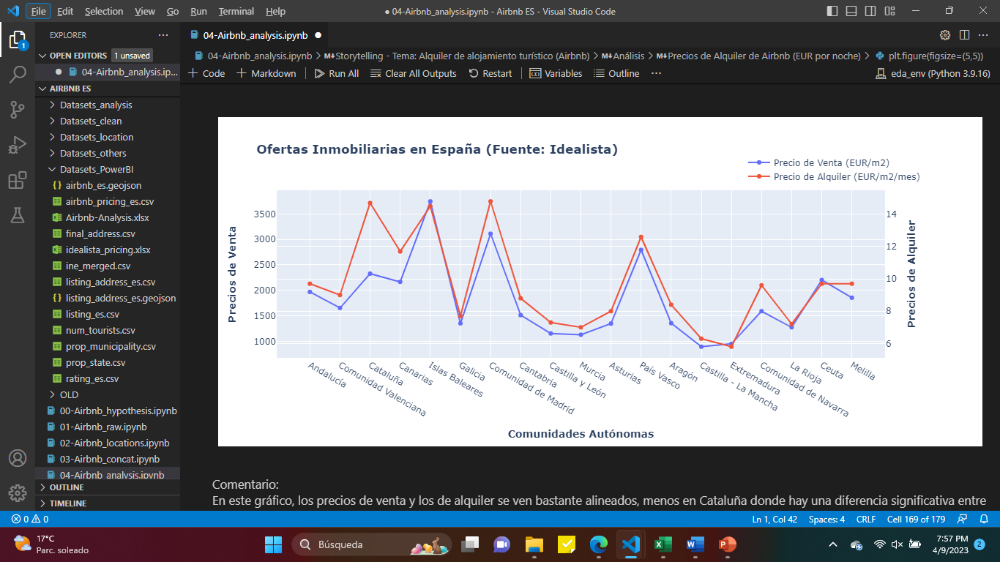 File Edit Selection View Go Run Terminal Help
● 04-Airbnb_analysis.ipynb - Airbnb ES - Visual Studio Code
EXPLORER
OPEN EDITORS 1 unsaved
04-Airbnb_analysis.ip...
AIRBNB ES
Datasets_analysis
Datasets_clean
Datasets_location
Datasets_others
Datasets_PowerBI
airbnb_es.geojson
airbnb_pricing_es.csv
Airbnb-Analysis.xlsx
final_address.csv
idealista_pricing.xlsx
ine_merged.csv
listing_address_es.csv
listing_address_es.geojson
listing_es.csv
num_tourists.csv
prop_municipality.csv
prop_state.csv
rating_es.csv
OLD
00-Airbnb_hypothesis.ipynb
01-Airbnb_raw.ipynb
02-Airbnb_locations.ipynb
03-Airbnb_concat.ipynb
04-Airbnb_analysis.ipynb
OUTLINE
TIMELINE
1
04-Airbnb_analysis.ipynb
04-Airbnb_analysis.ipynb > M↓Storytelling - Tema: Alquiler de alojamiento turístico (Airbnb) > M↓Análisis > M↓Precios de Alquiler de Airbnb (EUR por noche) > plt.figure(figsize=(5,5))
+ Code + Markdown Run All Clear All Outputs Restart Variables Outline ... eda_env (Python 3.9.16)
Ofertas Inmobiliarias en España (Fuente: Idealista)
Precio de Venta (EUR/m2)
Precio de Alquiler (EUR/m2/mes)
Precios de Venta
3500
3000
2500
2000
1500
1000
14
12
10
8
6
Precios de Alquiler
Andalucía
Comunidad Valenciana
Cataluña
Canarias
Islas Baleares
Galicia
Comunidad de Madrid
Cantabria
Castilla y León
Murcia
Asturias
País Vasco
Aragón
Castilla - La Mancha
Extremadura
Comunidad de Navarra
La Rioja
Ceuta
Melilla
Comunidades Autónomas
Comentario:
En este gráfico, los precios de venta y los de alquiler se ven bastante alineados, menos en Cataluña donde hay una diferencia significativa entre
0 0 Ln 1, Col 42 Spaces: 4 CRLF Cell 169 of 179
17°C
Parc. soleado
Búsqueda
7:57 PM
4/9/2023
2